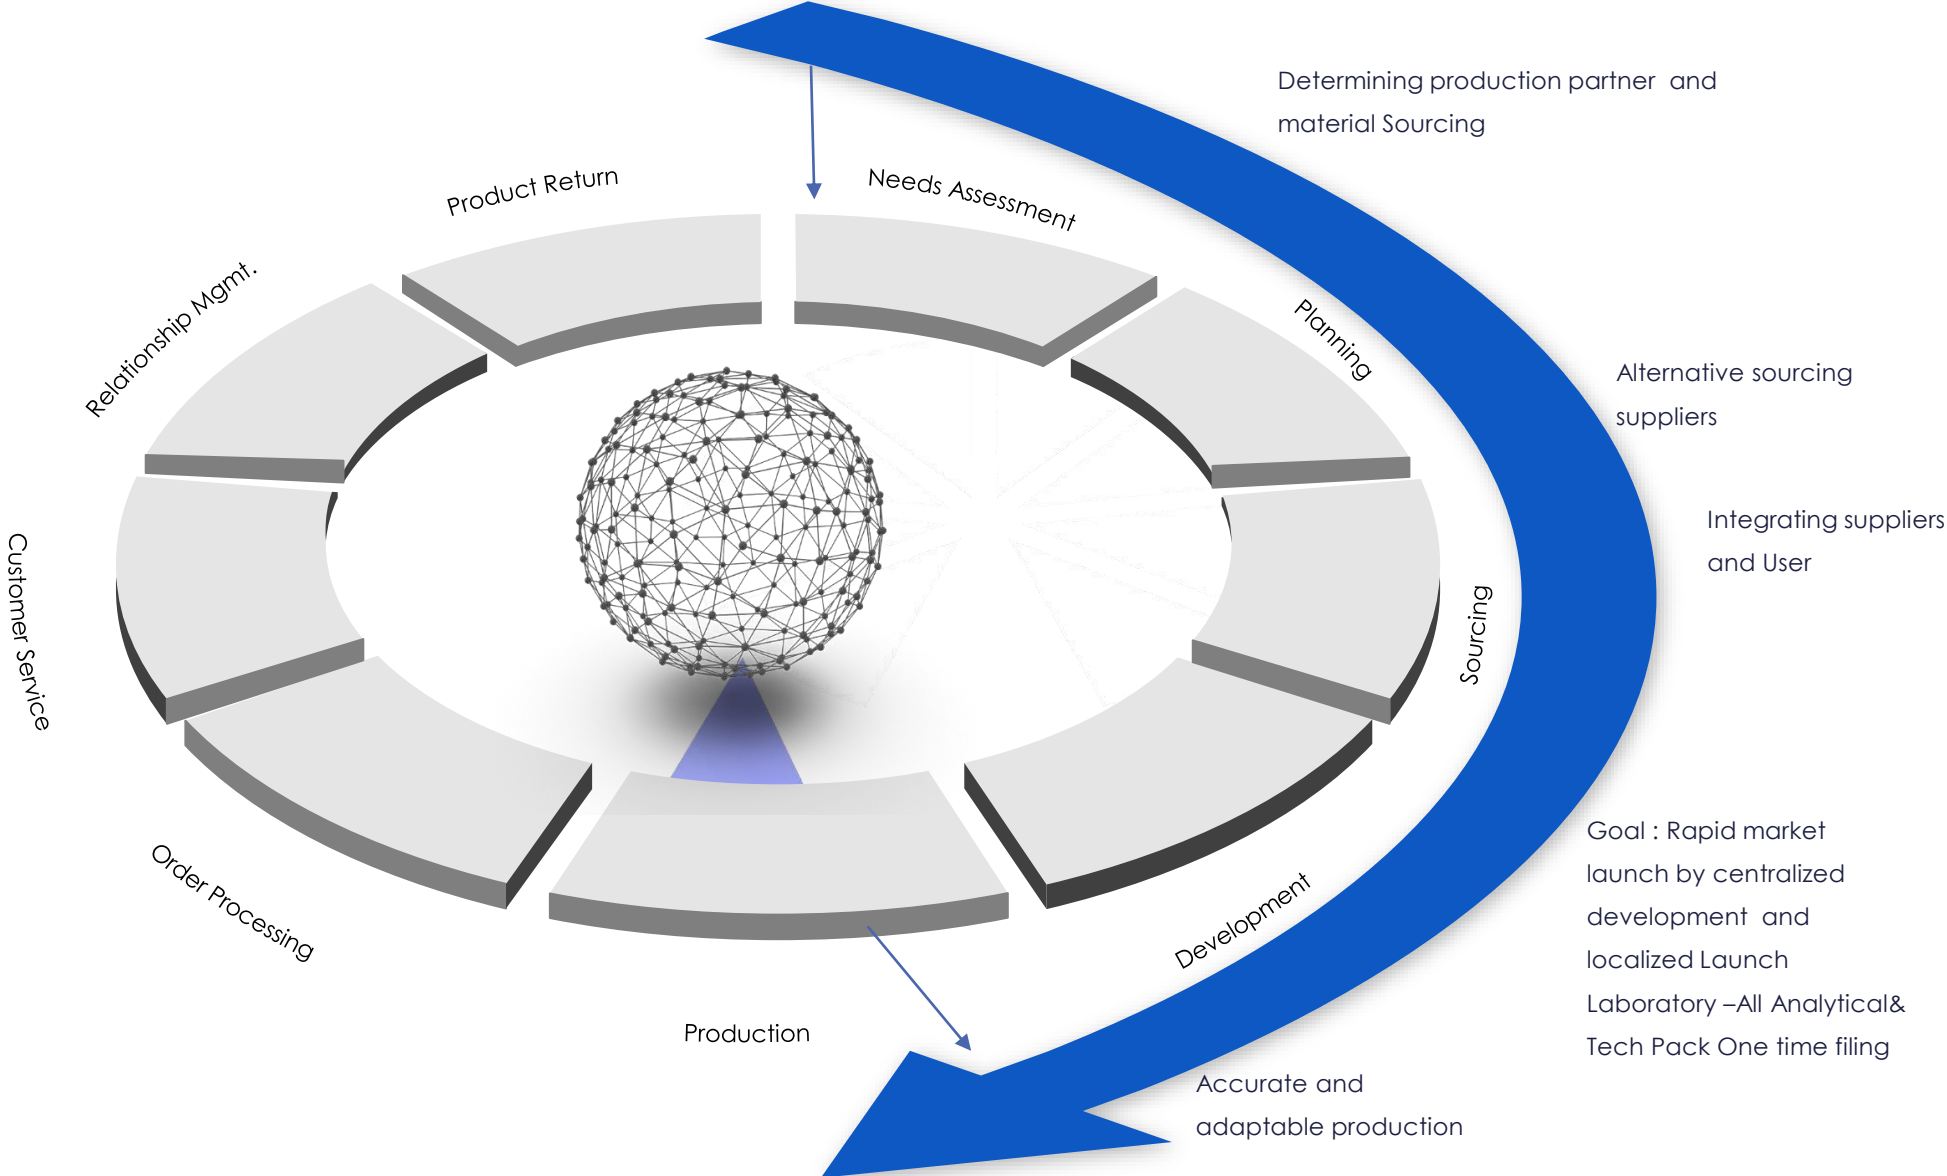 Determining production partner and
material Sourcing
Product Return
Needs Assessment
Relationship Mgmt.
Planning
Alternative sourcing
suppliers
Integrating suppliers
and User
Customer Service
Sourcing
Goal : Rapid market
launch by centralized
development and
localized Launch
Laboratory –All Analytical&
Tech Pack One time filing
Order Processing
Development
Production
Accurate and
adaptable production